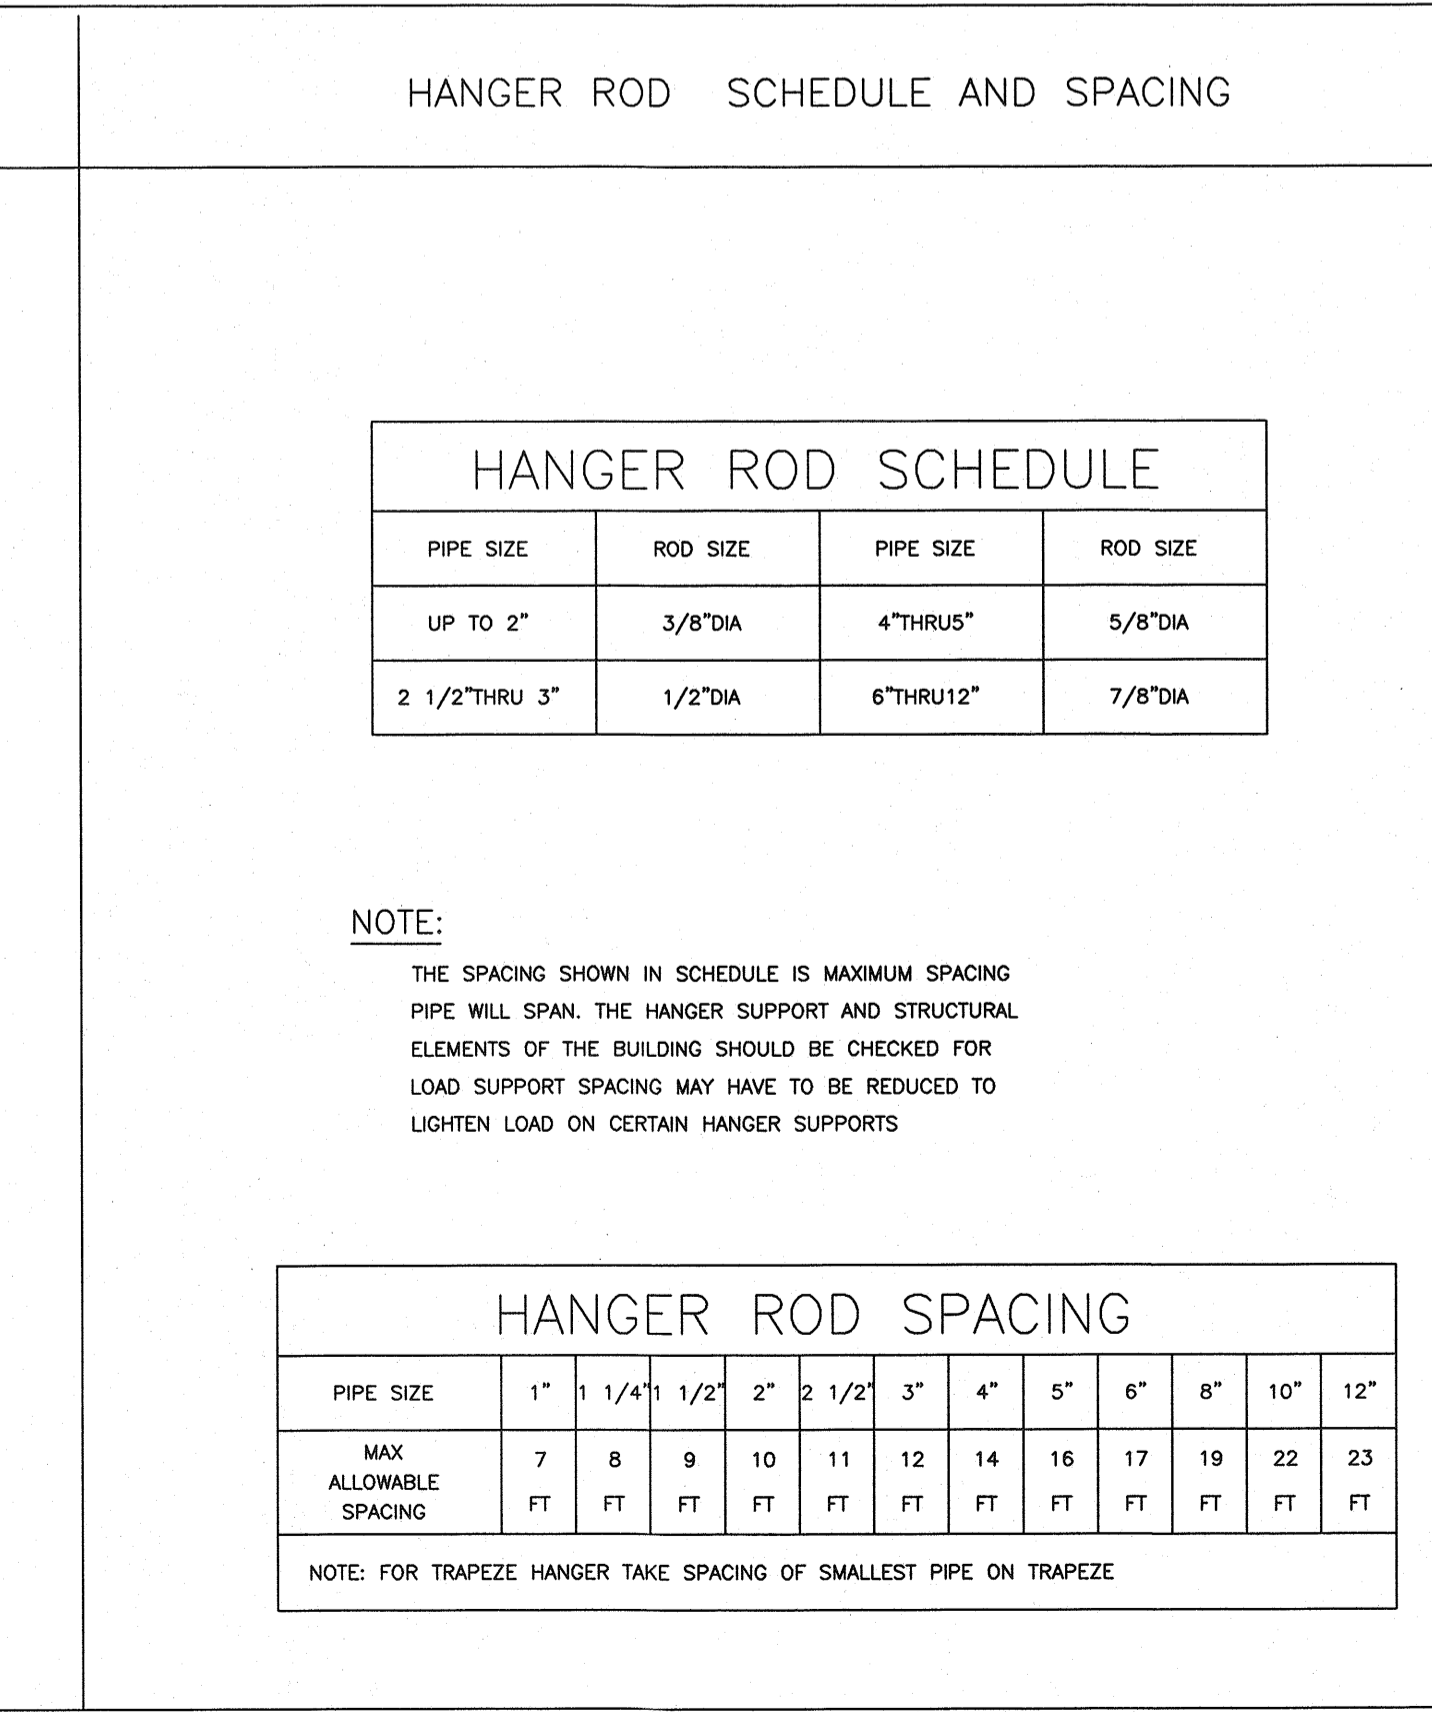 HANGER ROD SCHEDULE AND SPACING
HANGER ROD SCHEDULE
PIPE SIZE ROD SIZE PIPE SIZE ROD SIZE
UP TO 2" 3/8"DIA 4"THRU5" 5/8"DIA
2 1/2"THRU 3" 1/2"DIA 6"THRU12" 7/8"DIA
NOTE:
THE SPACING SHOWN IN SCHEDULE IS MAXIMUM SPACING
PIPE WILL SPAN. THE HANGER SUPPORT AND STRUCTURAL
ELEMENTS OF THE BUILDING SHOULD BE CHECKED FOR
LOAD SUPPORT SPACING MAY HAVE TO BE REDUCED TO
LIGHTEN LOAD ON CERTAIN HANGER SUPPORTS
HANGER ROD SPACING
PIPE SIZE 1" 1 1/4" 1 1/2" 2" 2 1/2" 3" 4" 5" 6" 8" 10" 12"
MAX
ALLOWABLE
SPACING
7 8 9 10 11 12 14 16 17 19 22 23
FT FT FT FT FT FT FT FT FT FT FT FT
NOTE: FOR TRAPEZE HANGER TAKE SPACING OF SMALLEST PIPE ON TRAPEZE